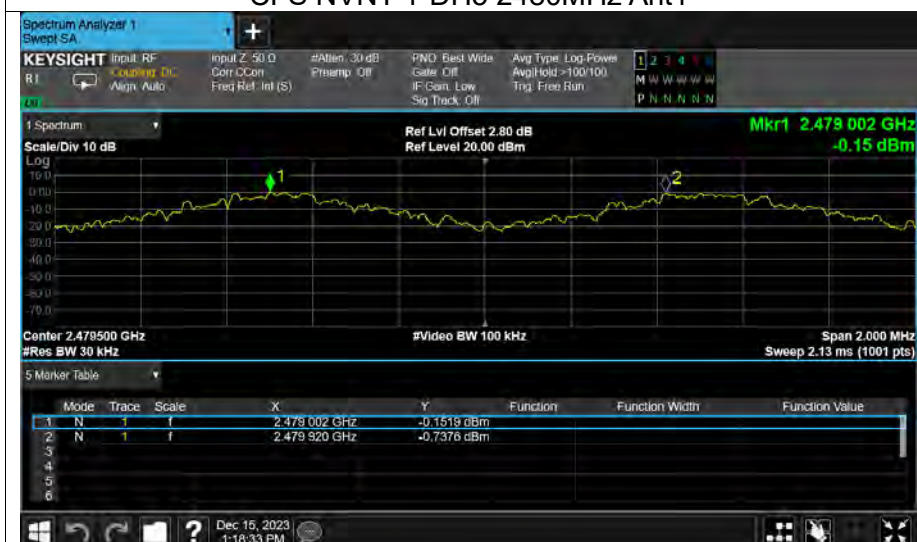 CFS NVNT 1-DH5 2480MHz Ant1
Spectrum Analyzer 1
Swept SA
KEYSIGHT
Input: RF
Coupling: DC
Align: Auto
Input Z: 50 Ω
Corr CCorr
Freq Ref: Int (S)
#Atten: 30 dB
Preamp: Off
PNO: Best Wide
Gate: Off
IF Gain: Low
Sig Track: Off
Avg Type: Log-Power
Avg|Hold >100/100
Trig: Free Run
1 2 3 4
M W W W W W
P N N N N N
1 Spectrum
Scale/Div 10 dB
Ref Lvl Offset 2.80 dB
Ref Level 20.00 dBm
Mkr1 2.479 002 GHz
-0.15 dBm
Log
10.0
0.00
-10.0
-20.0
-30.0
-40.0
-50.0
-60.0
-70.0
1
2
Center 2.479500 GHz
#Video BW 100 kHz
Span 2.000 MHz
#Res BW 30 kHz
Sweep 2.13 ms (1001 pts)
5 Marker Table
Mode Trace Scale X Y Function Function Width Function Value
1 N 1 f 2.479 002 GHz -0.1519 dBm
2 N 1 f 2.479 920 GHz -0.7376 dBm
3
4
5
6
Dec 15, 2023
1:18:33 PM